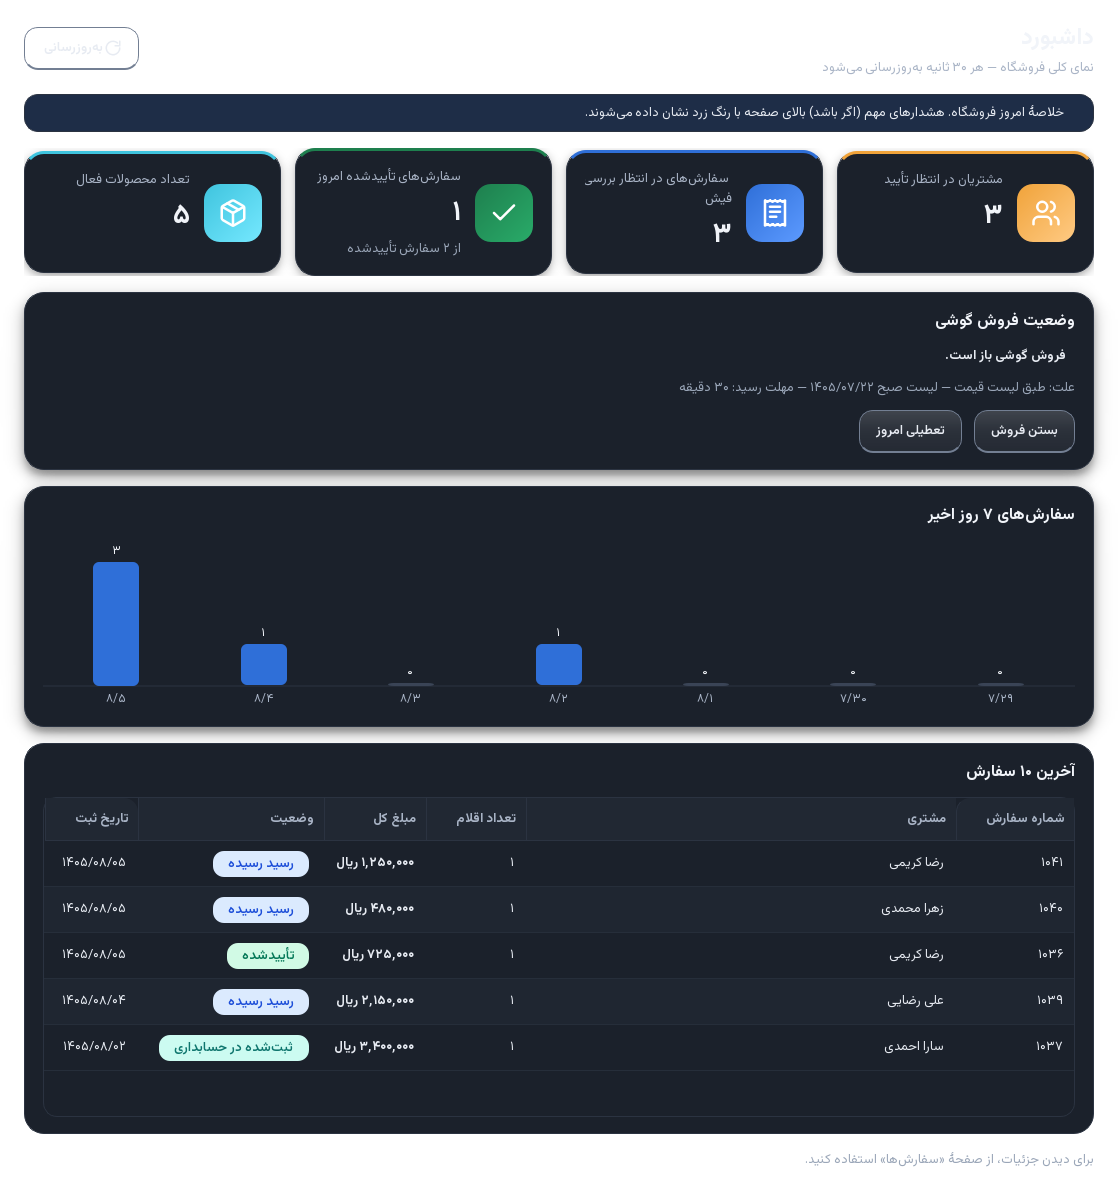 داشبورد
به‌روزرسانی
نمای کلی فروشگاه — هر ۳۰ ثانیه به‌روزرسانی می‌شود
خلاصهٔ امروز فروشگاه. هشدارهای مهم (اگر باشد) بالای صفحه با رنگ زرد نشان داده می‌شوند.
مشتریان در انتظار تأیید
۳
سفارش‌های در انتظار بررسی
فیش
۳
سفارش‌های تأییدشده امروز
۱
از ۲ سفارش تأییدشده
تعداد محصولات فعال
۵
وضعیت فروش گوشی
فروش گوشی باز است.
علت: طبق لیست قیمت — لیست صبح ۱۴۰۵/۰۷/۲۲ — مهلت رسید: ۳۰ دقیقه
بستن فروش
تعطیلی امروز
سفارش‌های ۷ روز اخیر
۰ ۰ ۰ ۱ ۰ ۱ ۳
۷/۲۹ ۷/۳۰ ۸/۱ ۸/۲ ۸/۳ ۸/۴ ۸/۵
آخرین ۱۰ سفارش
شماره سفارش مشتری تعداد اقلام مبلغ کل وضعیت تاریخ ثبت
۱۰۴۱ رضا کریمی ۱ ۱,۲۵۰,۰۰۰ ریال رسید رسیده ۱۴۰۵/۰۸/۰۵
۱۰۴۰ زهرا محمدی ۱ ۴۸۰,۰۰۰ ریال رسید رسیده ۱۴۰۵/۰۸/۰۵
۱۰۳۶ رضا کریمی ۱ ۷۲۵,۰۰۰ ریال تأییدشده ۱۴۰۵/۰۸/۰۵
۱۰۳۹ علی رضایی ۱ ۲,۱۵۰,۰۰۰ ریال رسید رسیده ۱۴۰۵/۰۸/۰۴
۱۰۳۷ سارا احمدی ۱ ۳,۴۰۰,۰۰۰ ریال ثبت‌شده در حسابداری ۱۴۰۵/۰۸/۰۲
برای دیدن جزئیات، از صفحهٔ «سفارش‌ها» استفاده کنید.